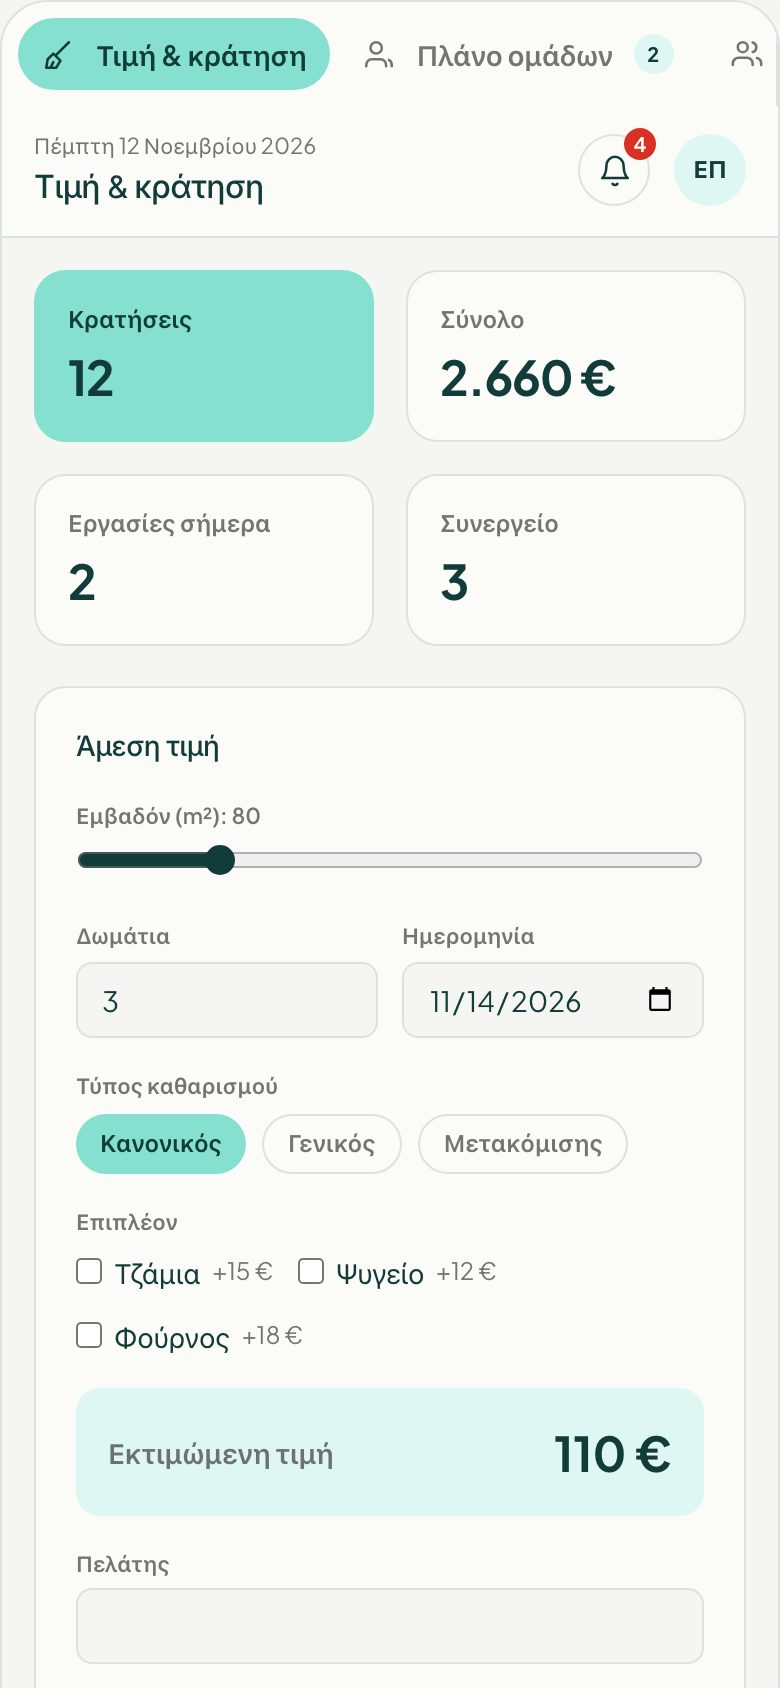 Τιμή & κράτηση
Πλάνο ομάδων 2
Πέμπτη 12 Νοεμβρίου 2026
Τιμή & κράτηση
4
ΕΠ
Κρατήσεις
12
Σύνολο
2.660 €
Εργασίες σήμερα
2
Συνεργείο
3
Άμεση τιμή
Εμβαδόν (m²): 80
Δωμάτια
3
Ημερομηνία
11/14/2026
Τύπος καθαρισμού
Κανονικός Γενικός Μετακόμισης
Επιπλέον
Τζάμια +15 € Ψυγείο +12 €
Φούρνος +18 €
Εκτιμώμενη τιμή 110 €
Πελάτης